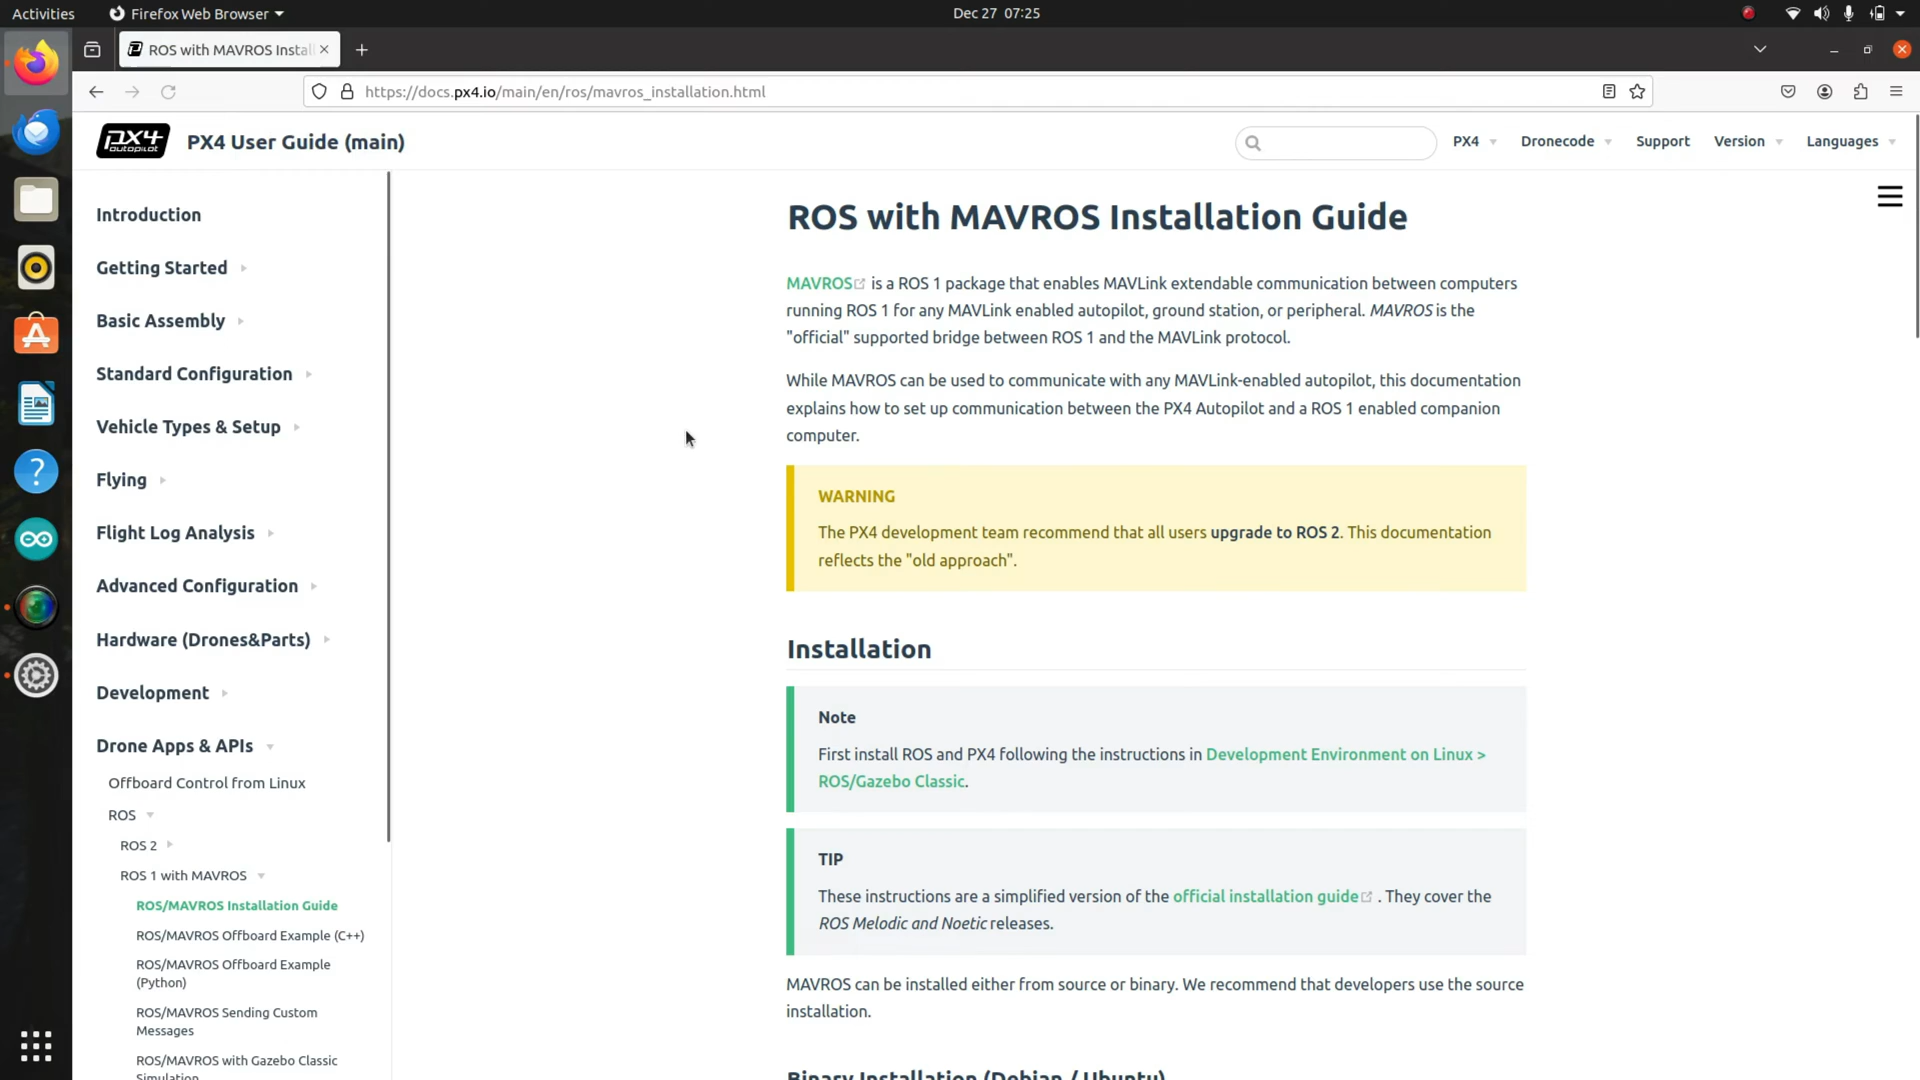 Activities
Firefox Web Browser
Dec 27 07:25
ROS with MAVROS Instal
https://docs.px4.io/main/en/ros/mavros_installation.html
PX4
autopilot
PX4 User Guide (main)
PX4
Dronecode
Support
Version
Languages
Introduction
Getting Started
Basic Assembly
Standard Configuration
Vehicle Types & Setup
Flying
Flight Log Analysis
Advanced Configuration
Hardware (Drones&Parts)
Development
Drone Apps & APIs
Offboard Control from Linux
ROS
ROS 2
ROS 1 with MAVROS
ROS/MAVROS Installation Guide
ROS/MAVROS Offboard Example (C++)
ROS/MAVROS Offboard Example
(Python)
ROS/MAVROS Sending Custom
Messages
ROS/MAVROS with Gazebo Classic
Simulation
ROS with MAVROS Installation Guide
MAVROS is a ROS 1 package that enables MAVLink extendable communication between computers
running ROS 1 for any MAVLink enabled autopilot, ground station, or peripheral. MAVROS is the
"official" supported bridge between ROS 1 and the MAVLink protocol.
While MAVROS can be used to communicate with any MAVLink-enabled autopilot, this documentation
explains how to set up communication between the PX4 Autopilot and a ROS 1 enabled companion
computer.
WARNING
The PX4 development team recommend that all users upgrade to ROS 2. This documentation
reflects the "old approach".
Installation
Note
First install ROS and PX4 following the instructions in Development Environment on Linux >
ROS/Gazebo Classic.
TIP
These instructions are a simplified version of the official installation guide . They cover the
ROS Melodic and Noetic releases.
MAVROS can be installed either from source or binary. We recommend that developers use the source
installation.
Binary Installation (Debian / Ubuntu)